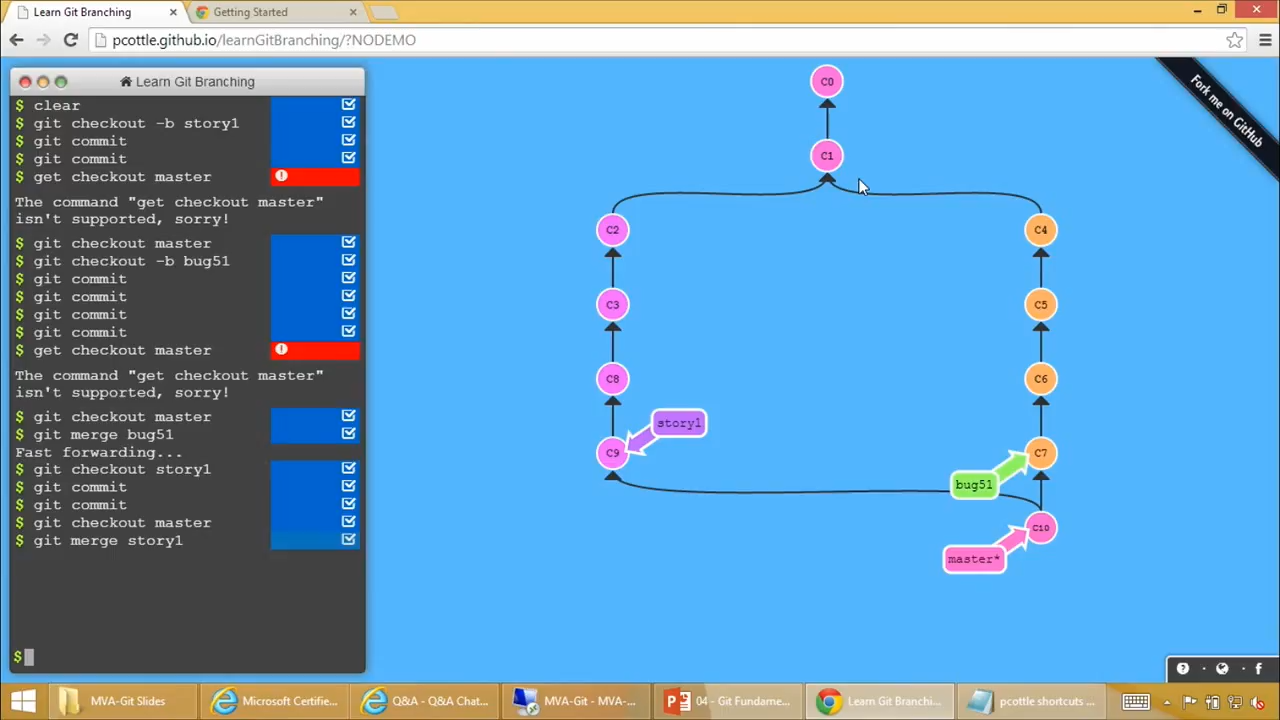 Learn Git Branching
Getting Started
pcottle.github.io/learnGitBranching/?NODEMO
Fork me on GitHub
Learn Git Branching
$ clear
$ git checkout -b story1
$ git commit
$ git commit
$ get checkout master
The command "get checkout master"
isn't supported, sorry!
$ git checkout master
$ git checkout -b bug51
$ git commit
$ git commit
$ git commit
$ git commit
$ get checkout master
The command "get checkout master"
isn't supported, sorry!
$ git checkout master
$ git merge bug51
Fast forwarding...
$ git checkout story1
$ git commit
$ git commit
$ git checkout master
$ git merge story1
$
C0
C1
C2
C4
C3
C5
C8
C6
story1
C9
C7
bug51
C10
master*
MVA-Git Slides
Microsoft Certifie...
Q&A - Q&A Chat...
MVA-Git - MVA-...
04 - Git Fundame...
Learn Git Branchi...
pcottle shortcuts ...